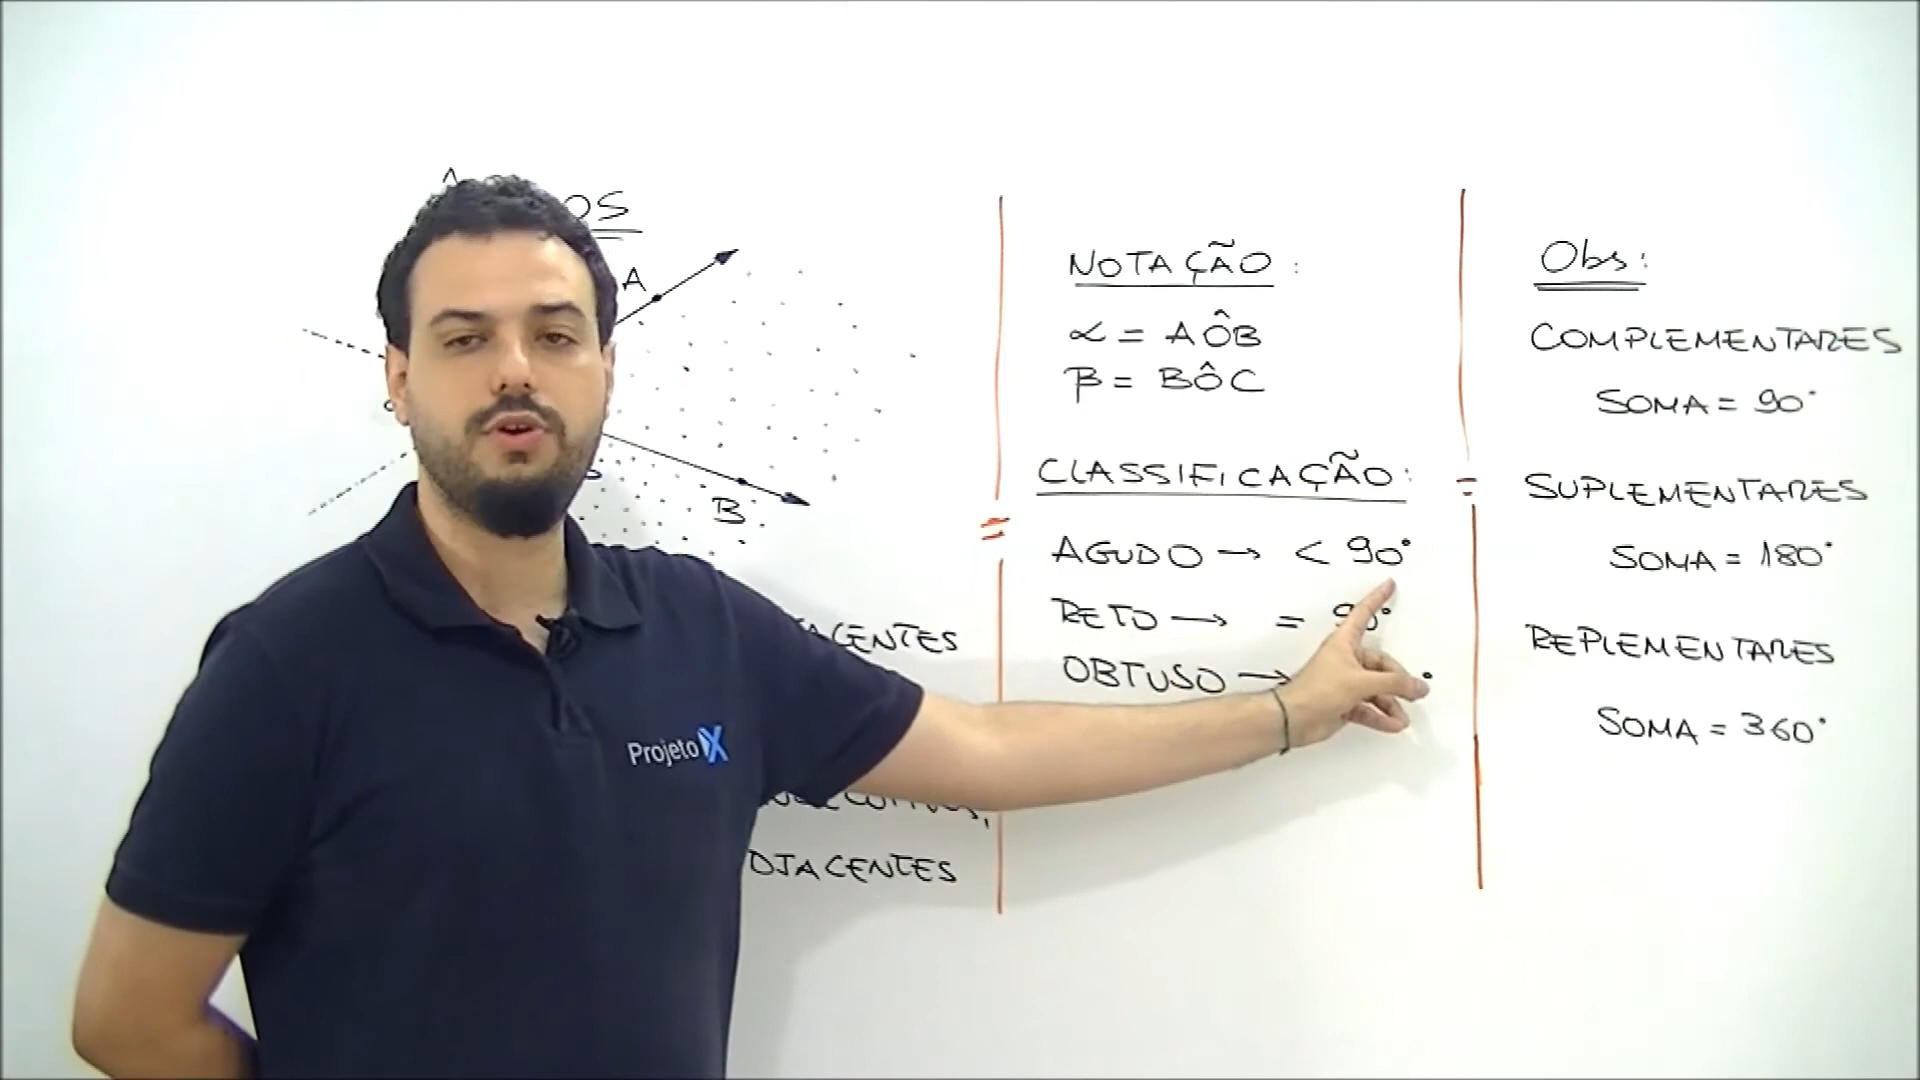 A
B
NOTAÇÃO :
α = AÔB
β = BÔC
CLASSIFICAÇÃO :
AGUDO → < 90°
RETO → = 90°
OBTUSO →
Obs:
COMPLEMENTARES
SOMA = 90°
SUPLEMENTARES
SOMA = 180°
REPLEMENTARES
SOMA = 360°
Projeto X